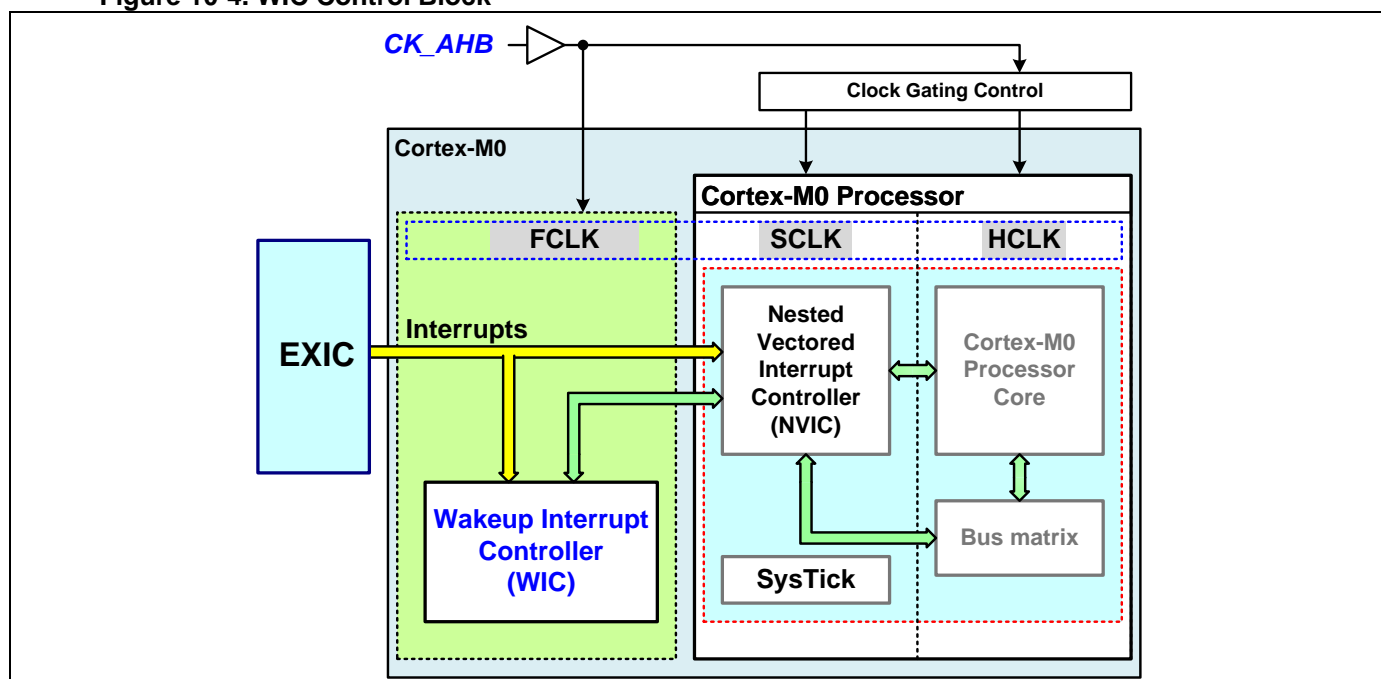 Figure 10-4. WIC Control Block
CK_AHB
Clock Gating Control
Cortex-M0
Cortex-M0 Processor
FCLK
SCLK
HCLK
EXIC
Interrupts
Nested
Vectored
Interrupt
Controller
(NVIC)
Cortex-M0
Processor
Core
Wakeup Interrupt
Controller
(WIC)
Bus matrix
SysTick